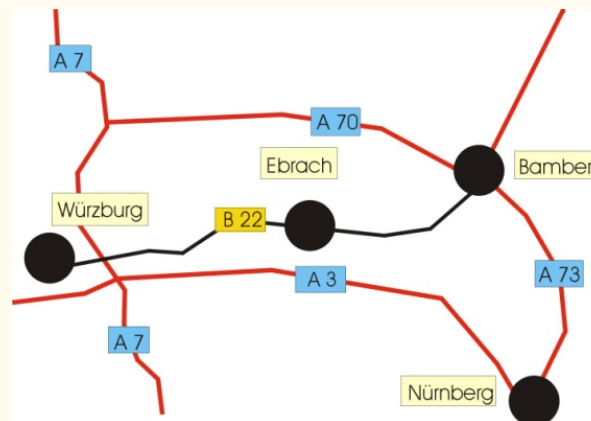 A 7
A 70
Ebrach
Bamber
Würzburg
B 22
A 3
A 73
A 7
Nürnberg